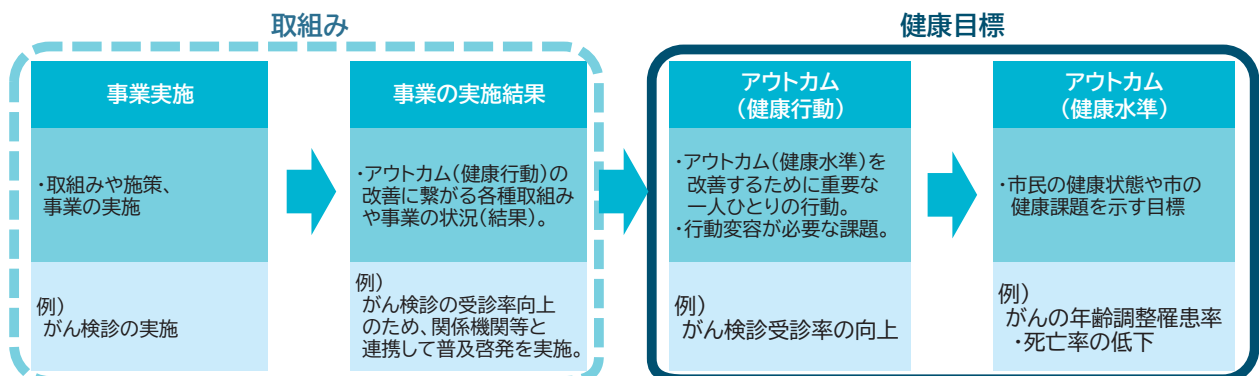 取組み
健康目標
事業実施
・取組みや施策、
事業の実施
例)
がん検診の実施
事業の実施結果
・アウトカム(健康行動)の
改善に繋がる各種取組み
や事業の状況(結果)。
例)
がん検診の受診率向上
のため、関係機関等と
連携して普及啓発を実施。
アウトカム
(健康行動)
・アウトカム(健康水準)を
改善するために重要な
一人ひとりの行動。
・行動変容が必要な課題。
例)
がん検診受診率の向上
アウトカム
(健康水準)
・市民の健康状態や市の
健康課題を示す目標
例)
がんの年齢調整罹患率
・死亡率の低下